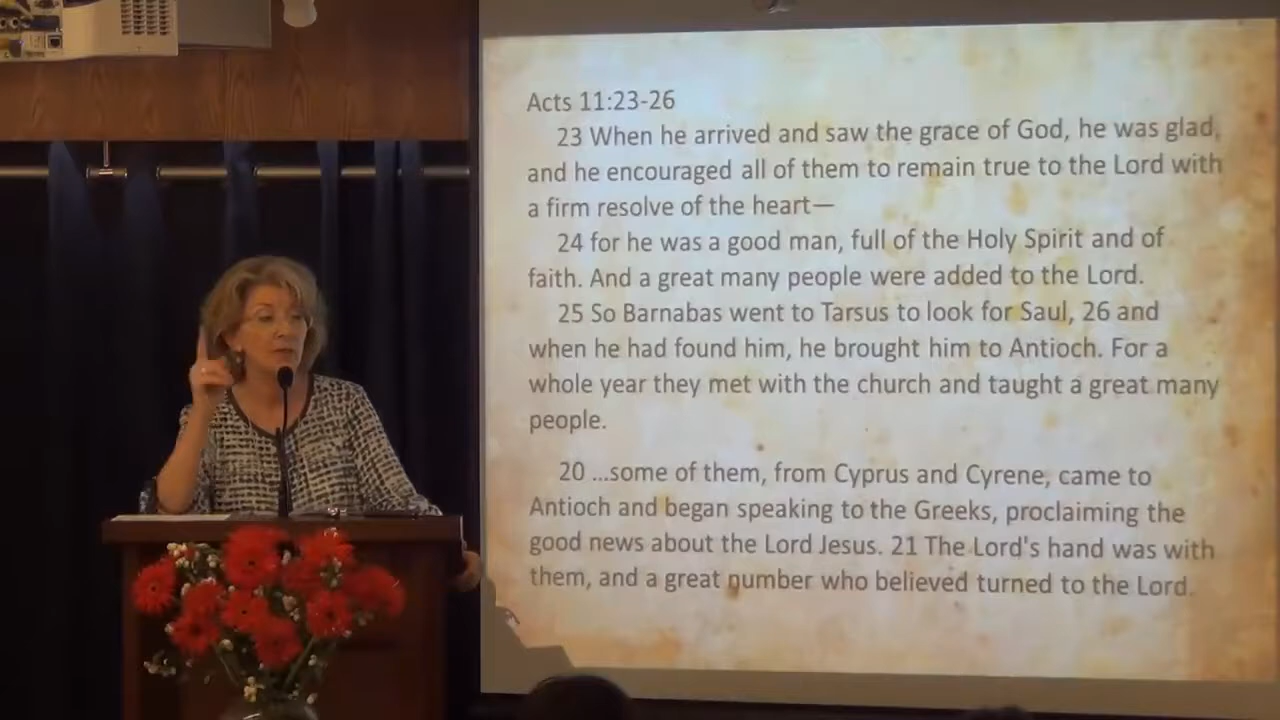 Acts 11:23-26
23 When he arrived and saw the grace of God, he was glad,
and he encouraged all of them to remain true to the Lord with
a firm resolve of the heart—
24 for he was a good man, full of the Holy Spirit and of
faith. And a great many people were added to the Lord.
25 So Barnabas went to Tarsus to look for Saul, 26 and
when he had found him, he brought him to Antioch. For a
whole year they met with the church and taught a great many
people.
20 ...some of them, from Cyprus and Cyrene, came to
Antioch and began speaking to the Greeks, proclaiming the
good news about the Lord Jesus. 21 The Lord's hand was with
them, and a great number who believed turned to the Lord.